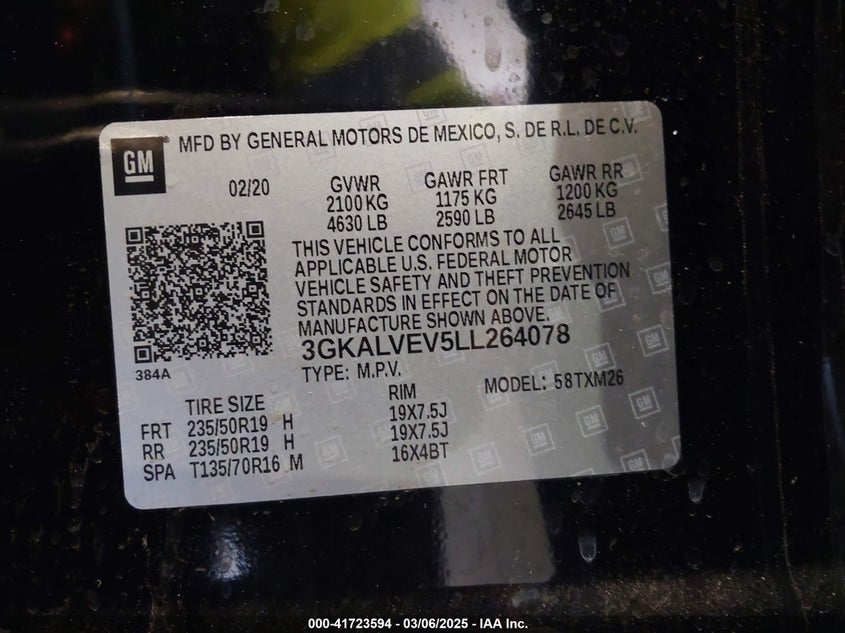 GM
MFD BY GENERAL MOTORS DE MEXICO, S. DE R.L. DE C.V.
02/20 GVWR GAWR FRT GAWR RR
2100 KG 1175 KG 1200 KG
4630 LB 2590 LB 2645 LB
THIS VEHICLE CONFORMS TO ALL
APPLICABLE U.S. FEDERAL MOTOR
VEHICLE SAFETY AND THEFT PREVENTION
STANDARDS IN EFFECT ON THE DATE OF
MANUFACTURE SHOWN ABOVE.
3GKALVEV5LL264078
384A
TYPE: M.P.V. MODEL: 58TXM26
TIRE SIZE RIM
FRT 235/50R19 H 19X7.5J
RR 235/50R19 H 19X7.5J
SPA T135/70R16 M 16X4BT
000-41723594 - 03/06/2025 - IAA Inc.